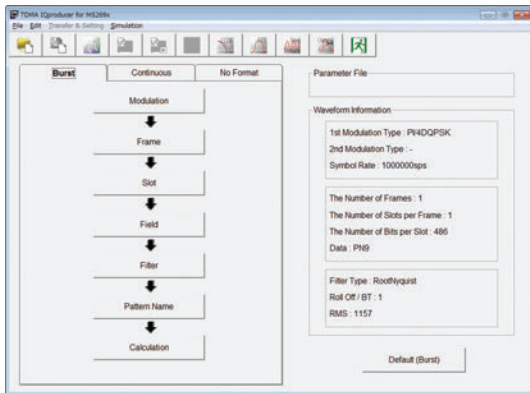 TDMA IQproducer for MS269x
File Edit Transfer & Setting Simulation
Burst Continuous No Format
Modulation
Frame
Slot
Field
Filter
Pattern Name
Calculation
Parameter File
Waveform Information
1st Modulation Type : PI/4DQPSK
2nd Modulation Type : -
Symbol Rate : 1000000sps
The Number of Frames : 1
The Number of Slots per Frame : 1
The Number of Bits per Slot : 486
Data : PN9
Filter Type : RootNyquist
Roll Off / BT : 1
RMS : 1157
Default (Burst)